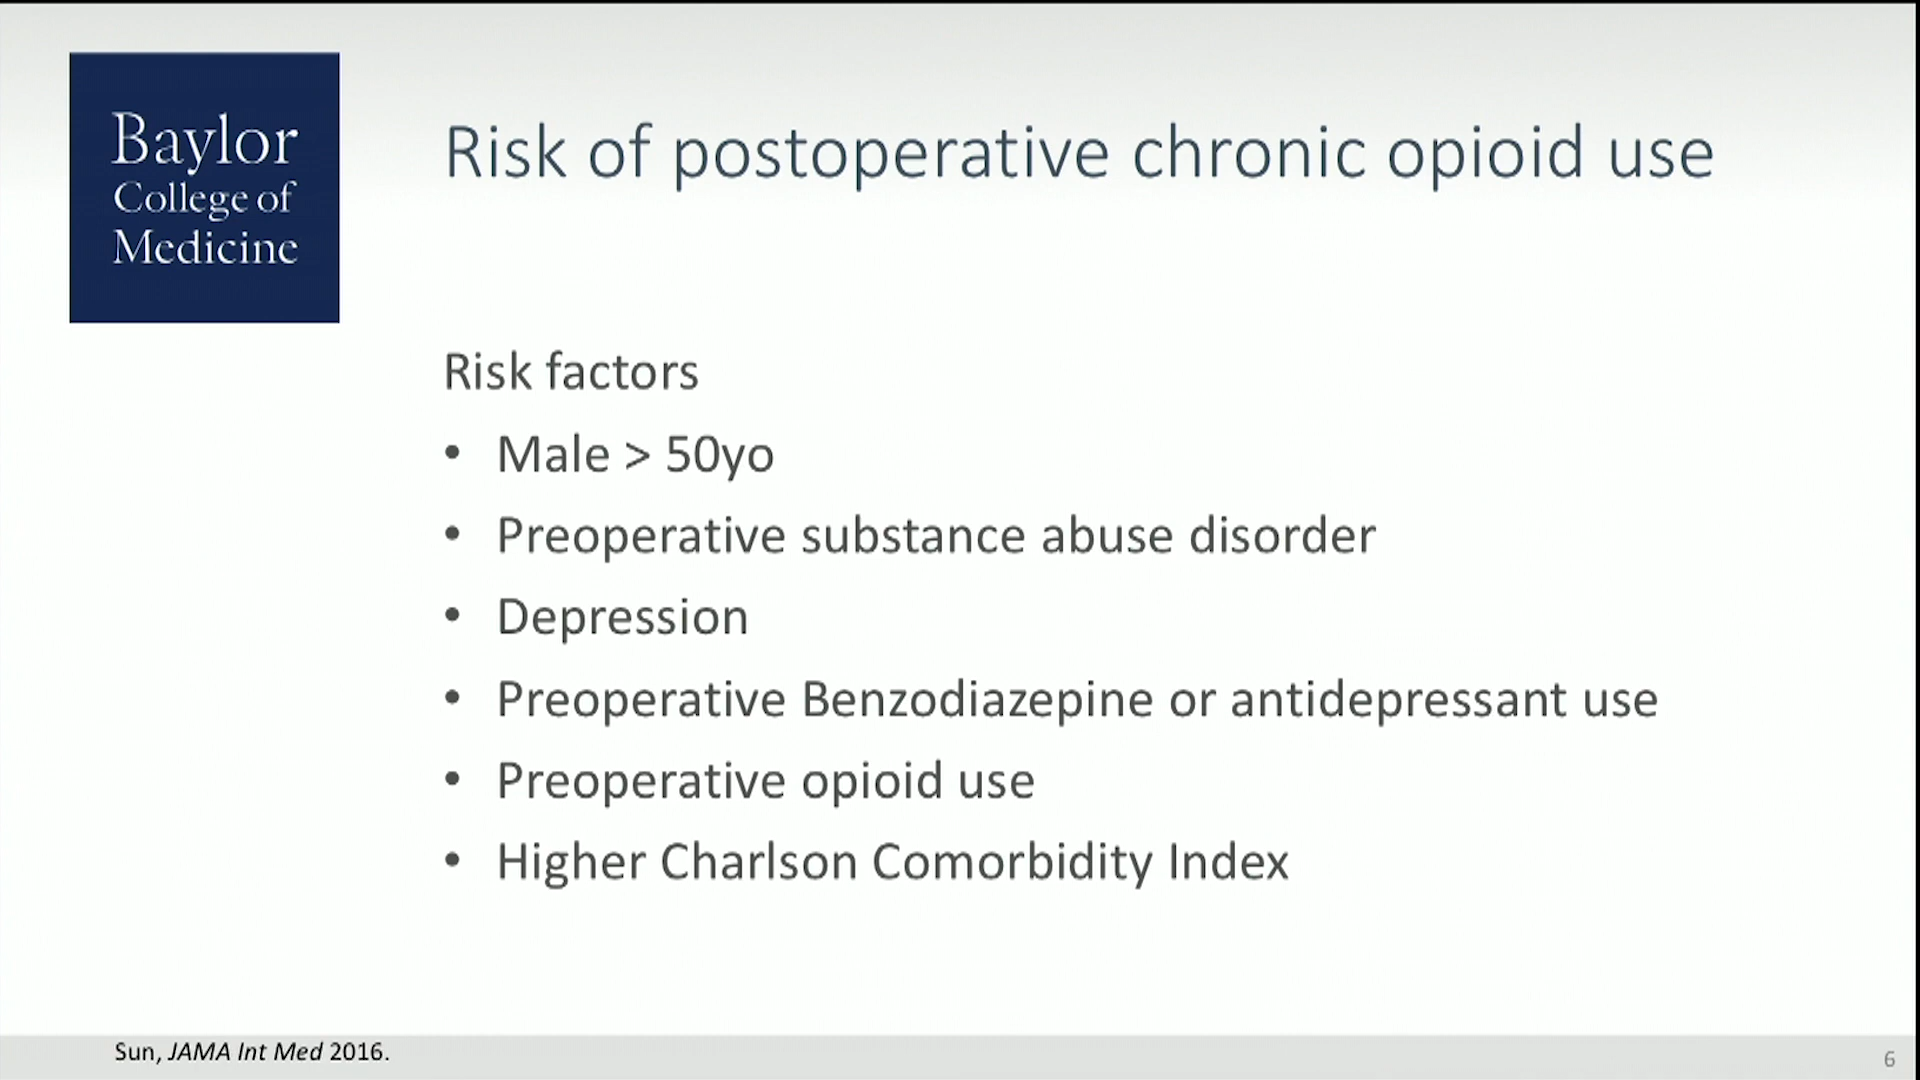 Baylor
College of
Medicine
Risk of postoperative chronic opioid use
Risk factors
• Male > 50yo
• Preoperative substance abuse disorder
• Depression
• Preoperative Benzodiazepine or antidepressant use
• Preoperative opioid use
• Higher Charlson Comorbidity Index
Sun, JAMA Int Med 2016.
6